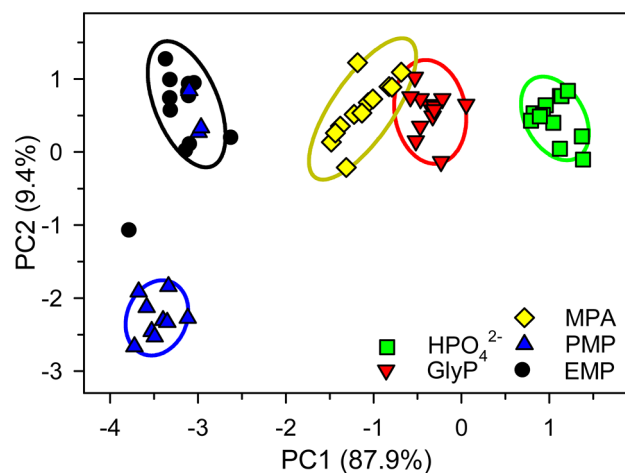 PC2 (9.4%)
2
1
0
-1
-2
-3
HPO₄²⁻
GlyP
MPA
PMP
EMP
-4 -3 -2 -1 0 1
PC1 (87.9%)